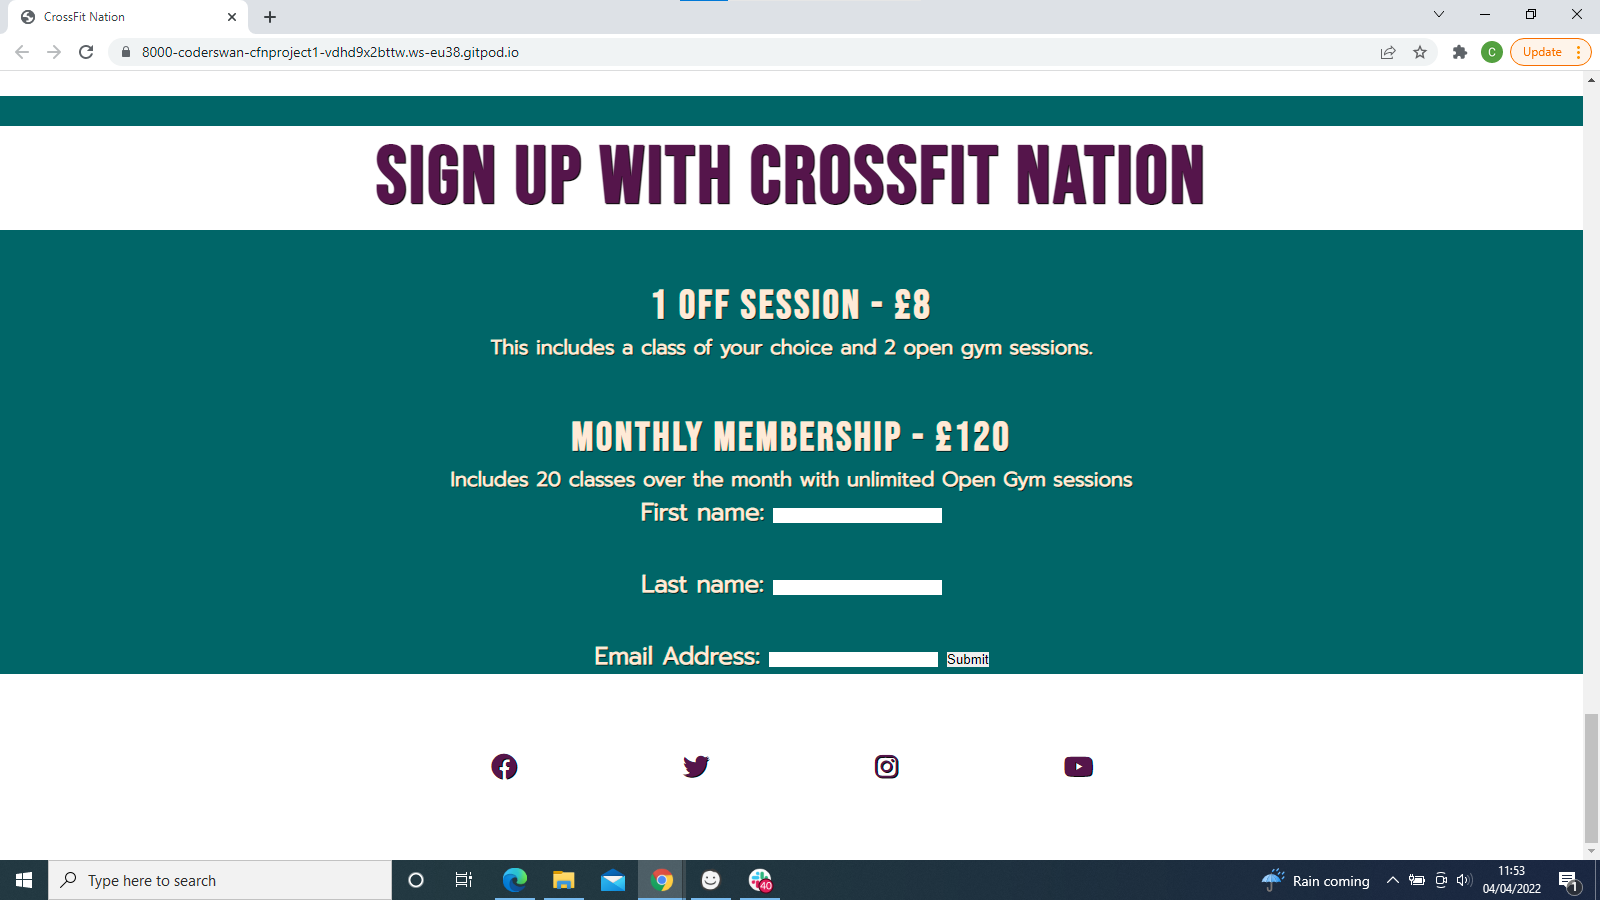 CrossFit Nation
8000-coderswan-cfnproject1-vdhd9x2bttw.ws-eu38.gitpod.io
C
Update
SIGN UP WITH CROSSFIT NATION
1 OFF SESSION - £8
This includes a class of your choice and 2 open gym sessions.
MONTHLY MEMBERSHIP - £120
Includes 20 classes over the month with unlimited Open Gym sessions
First name:
Last name:
Email Address: Submit
Type here to search
40
Rain coming
11:53
04/04/2022
1